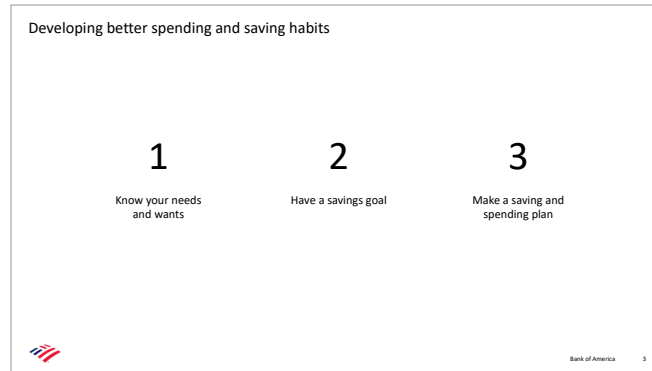 Developing better spending and saving habits
1
Know your needs
and wants
2
Have a savings goal
3
Make a saving and
spending plan
Bank of America 3